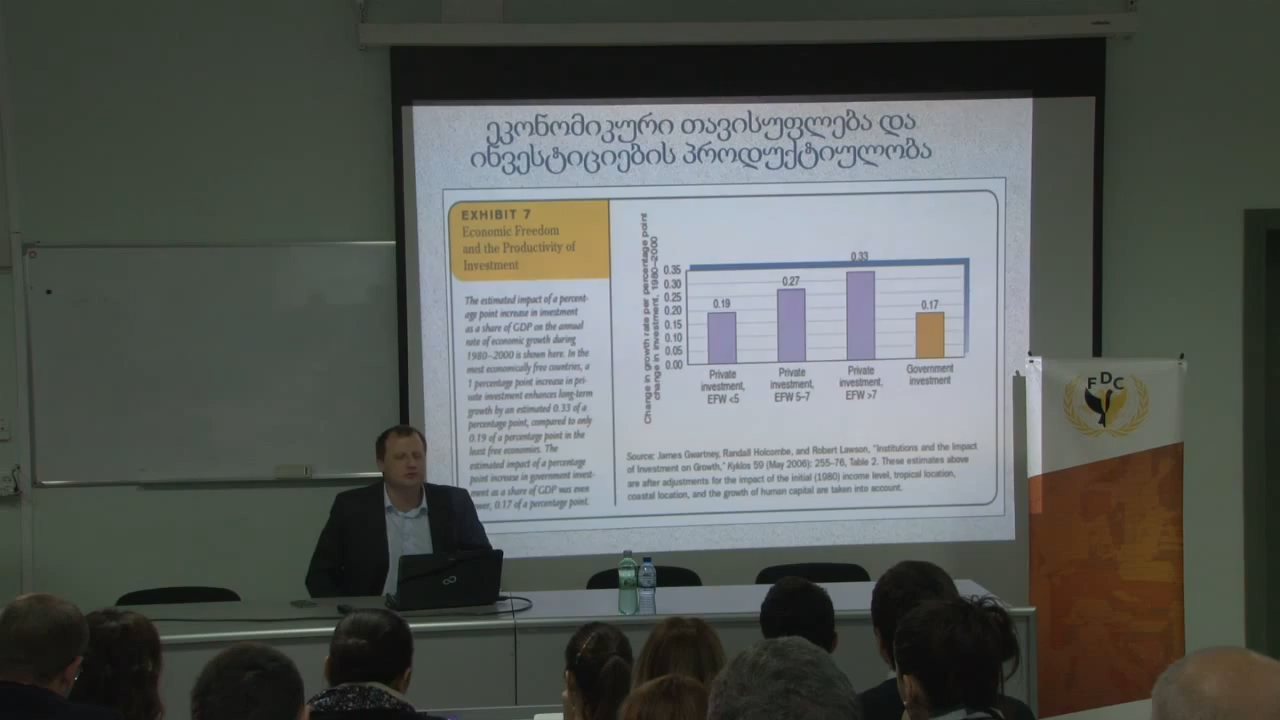 ეკონომიკური თავისუფლება და
ინვესტიციების პროდუქტიულობა
EXHIBIT 7
Economic Freedom
and the Productivity of
Investment
The estimated impact of a percent-
age point increase in investment
as a share of GDP on the annual
rate of economic growth during
1980–2000 is shown here. In the
most economically free countries, a
1 percentage point increase in pri-
vate investment enhances long-term
growth by an estimated 0.33 of a
percentage point, compared to only
0.19 of a percentage point in the
least free economies. The
estimated impact of a percentage
point increase in government invest-
ment as a share of GDP was even
lower, 0.17 of a percentage point.
Change in growth rate per percentage point
change in investment, 1980–2000
0.35
0.30
0.25
0.20
0.15
0.10
0.05
0.00
0.19
0.27
0.33
0.17
Private
investment,
EFW <5
Private
investment,
EFW 5–7
Private
investment,
EFW >7
Government
investment
Source: James Gwartney, Randall Holcombe, and Robert Lawson, "Institutions and the Impact
of Investment on Growth," Kyklos 59 (May 2006): 255–76, Table 2. These estimates above
are after adjustments for the impact of the initial (1980) income level, tropical location,
coastal location, and the growth of human capital are taken into account.
FDC